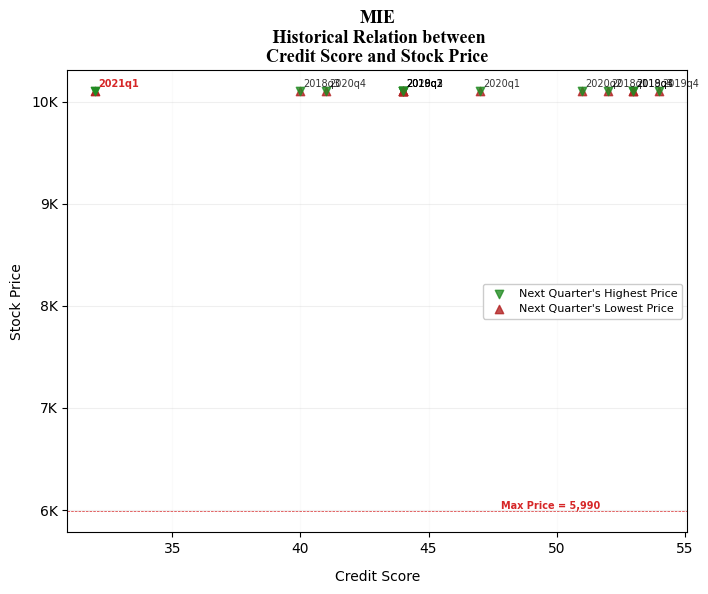 MIE
Historical Relation between
Credit Score and Stock Price
2021q1
2018q3
2020q4
2020q1
2020q2
2019q4
10K
9K
8K
7K
6K
Stock Price
Next Quarter's Highest Price
Next Quarter's Lowest Price
Max Price = 5,990
35
40
45
50
55
Credit Score